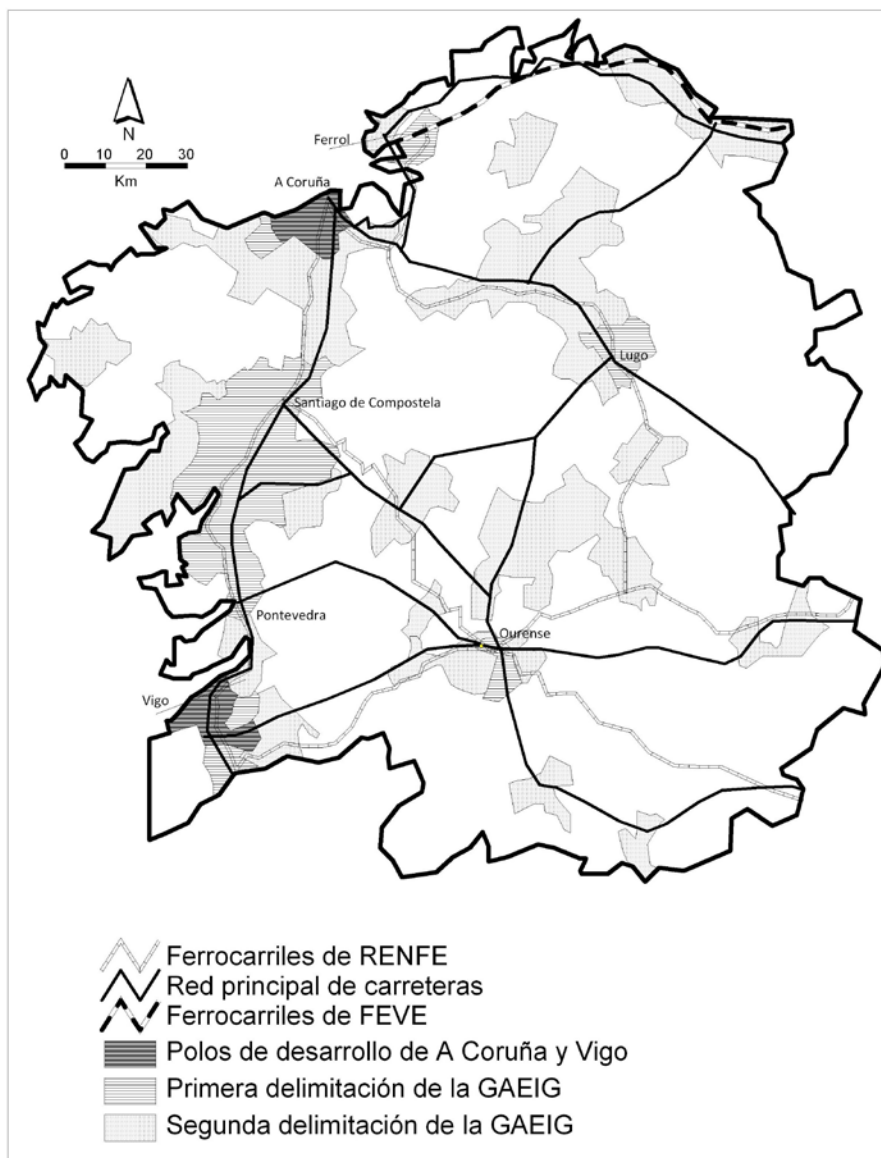 Ferrol
N
0 10 20 30
Km
A Coruña
Lugo
Santiago de Compostela
Pontevedra
Ourense
Vigo
Ferrocarriles de RENFE
Red principal de carreteras
Ferrocarriles de FEVE
Polos de desarrollo de A Coruña y Vigo
Primera delimitación de la GAEIG
Segunda delimitación de la GAEIG